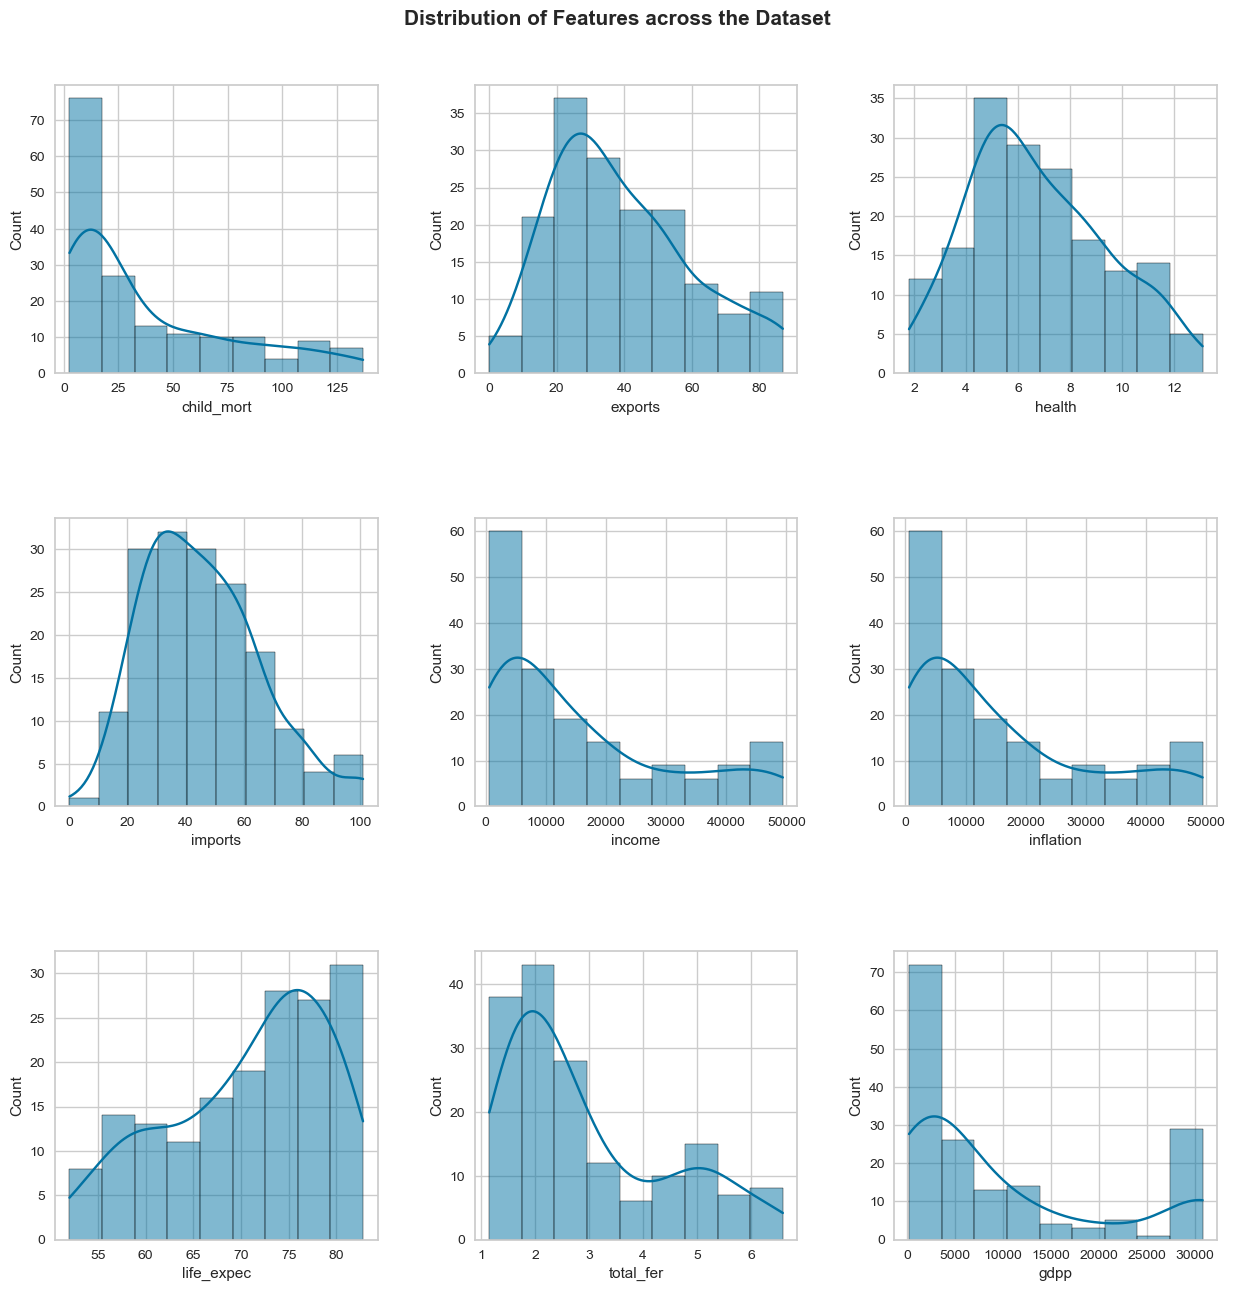 Distribution of Features across the Dataset
Count
70
60
50
40
30
20
10
0
0 25 50 75 100 125
child_mort
Count
35
30
25
20
15
10
5
0
0 20 40 60 80
exports
Count
35
30
25
20
15
10
5
0
2 4 6 8 10 12
health
Count
30
25
20
15
10
5
0
0 20 40 60 80 100
imports
Count
60
50
40
30
20
10
0
0 10000 20000 30000 40000 50000
income
Count
60
50
40
30
20
10
0
0 10000 20000 30000 40000 50000
inflation
Count
30
25
20
15
10
5
0
55 60 65 70 75 80
life_expec
Count
40
30
20
10
0
1 2 3 4 5 6
total_fer
Count
70
60
50
40
30
20
10
0
0 5000 10000 15000 20000 25000 30000
gdpp